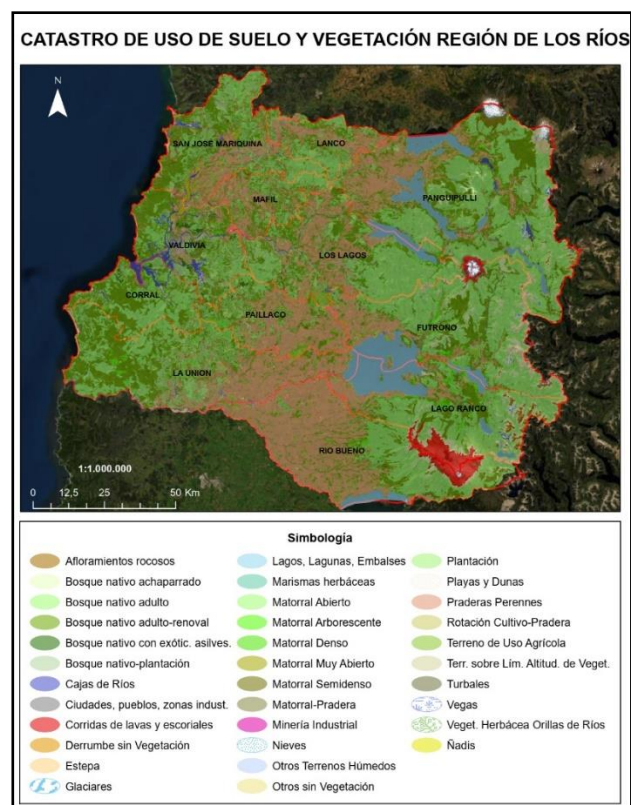 CATASTRO DE USO DE SUELO Y VEGETACIÓN REGIÓN DE LOS RÍOS
N
SAN JOSÉ MARIQUINA
LANCO
MAFIL
PANGUIPULLI
VALDIVIA
LOS LAGOS
CORRAL
PAILLACO
FUTRONO
LA UNION
LAGO RANCO
RIO BUENO
1:1.000.000
0 12,5 25 50 Km
Simbología
Afloramientos rocosos
Bosque nativo achaparrado
Bosque nativo adulto
Bosque nativo adulto-renoval
Bosque nativo con exótic. asilves.
Bosque nativo-plantación
Cajas de Ríos
Ciudades, pueblos, zonas indust.
Corridas de lavas y escoriales
Derrumbe sin Vegetación
Estepa
Glaciares
Lagos, Lagunas, Embalses
Marismas herbáceas
Matorral Abierto
Matorral Arborescente
Matorral Denso
Matorral Muy Abierto
Matorral Semidenso
Matorral-Pradera
Minería Industrial
Nieves
Otros Terrenos Húmedos
Otros sin Vegetación
Plantación
Playas y Dunas
Praderas Perennes
Rotación Cultivo-Pradera
Terreno de Uso Agrícola
Terr. sobre Lím. Altitud. de Veget.
Turbales
Vegas
Veget. Herbácea Orillas de Ríos
Ñadis